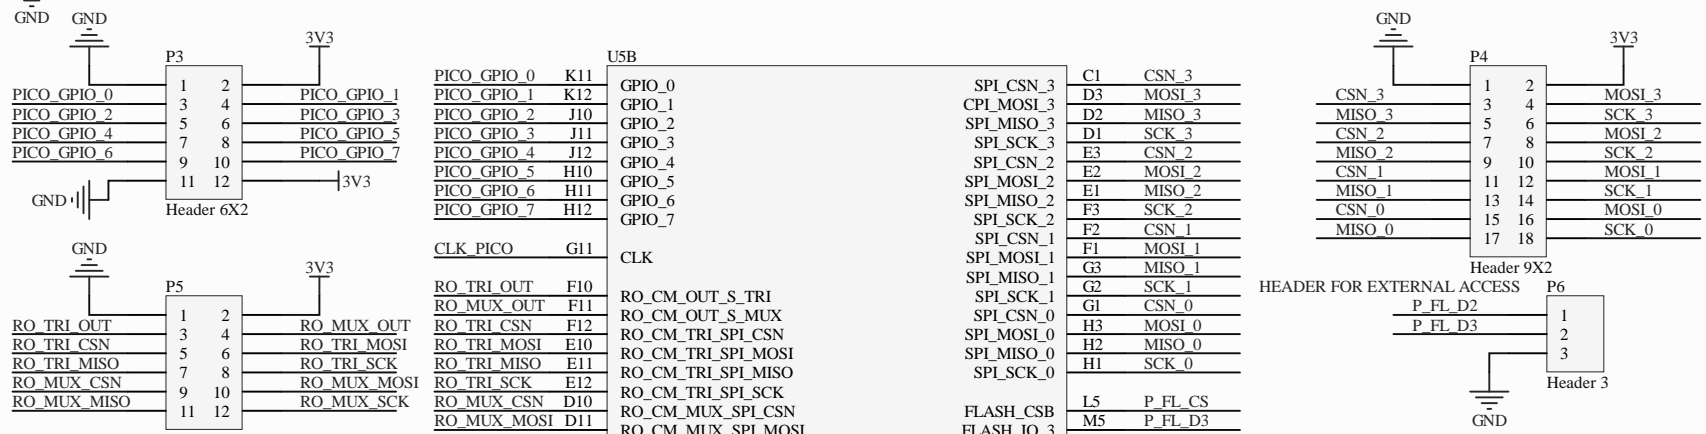 GND GND
3V3
P3
1 2
PICO_GPIO_0 3 4 PICO_GPIO_1
PICO_GPIO_2 5 6 PICO_GPIO_3
PICO_GPIO_4 7 8 PICO_GPIO_5
PICO_GPIO_6 9 10 PICO_GPIO_7
GND 11 12 3V3
Header 6X2
GND
3V3
P5
1 2
RO_TRI_OUT 3 4 RO_MUX_OUT
RO_TRI_CSN 5 6 RO_TRI_MOSI
RO_TRI_MISO 7 8 RO_TRI_SCK
RO_MUX_CSN 9 10 RO_MUX_MOSI
RO_MUX_MISO 11 12 RO_MUX_SCK
U5B
PICO_GPIO_0 K11 GPIO_0
PICO_GPIO_1 K12 GPIO_1
PICO_GPIO_2 J10 GPIO_2
PICO_GPIO_3 J11 GPIO_3
PICO_GPIO_4 J12 GPIO_4
PICO_GPIO_5 H10 GPIO_5
PICO_GPIO_6 H11 GPIO_6
PICO_GPIO_7 H12 GPIO_7
CLK_PICO G11 CLK
RO_TRI_OUT F10 RO_CM_OUT_S_TRI
RO_MUX_OUT F11 RO_CM_OUT_S_MUX
RO_TRI_CSN F12 RO_CM_TRI_SPI_CSN
RO_TRI_MOSI E10 RO_CM_TRI_SPI_MOSI
RO_TRI_MISO E11 RO_CM_TRI_SPI_MISO
RO_TRI_SCK E12 RO_CM_TRI_SPI_SCK
RO_MUX_CSN D10 RO_CM_MUX_SPI_CSN
RO_MUX_MOSI D11 RO_CM_MUX_SPI_MOSI
SPI_CSN_3 C1 CSN_3
CPI_MOSI_3 D3 MOSI_3
SPI_MISO_3 D2 MISO_3
SPI_SCK_3 D1 SCK_3
SPI_CSN_2 E3 CSN_2
SPI_MOSI_2 E2 MOSI_2
SPI_MISO_2 E1 MISO_2
SPI_SCK_2 F3 SCK_2
SPI_CSN_1 F2 CSN_1
SPI_MOSI_1 F1 MOSI_1
SPI_MISO_1 G3 MISO_1
SPI_SCK_1 G2 SCK_1
SPI_CSN_0 G1 CSN_0
SPI_MOSI_0 H3 MOSI_0
SPI_MISO_0 H2 MISO_0
SPI_SCK_0 H1 SCK_0
FLASH_CSB L5 P_FL_CS
FLASH_IO_3 M5 P_FL_D3
GND
3V3
P4
1 2
CSN_3 3 4 MOSI_3
MISO_3 5 6 SCK_3
CSN_2 7 8 MOSI_2
MISO_2 9 10 SCK_2
CSN_1 11 12 MOSI_1
MISO_1 13 14 SCK_1
CSN_0 15 16 MOSI_0
MISO_0 17 18 SCK_0
Header 9X2
HEADER FOR EXTERNAL ACCESS P6
P_FL_D2 1
P_FL_D3 2
3
Header 3
GND